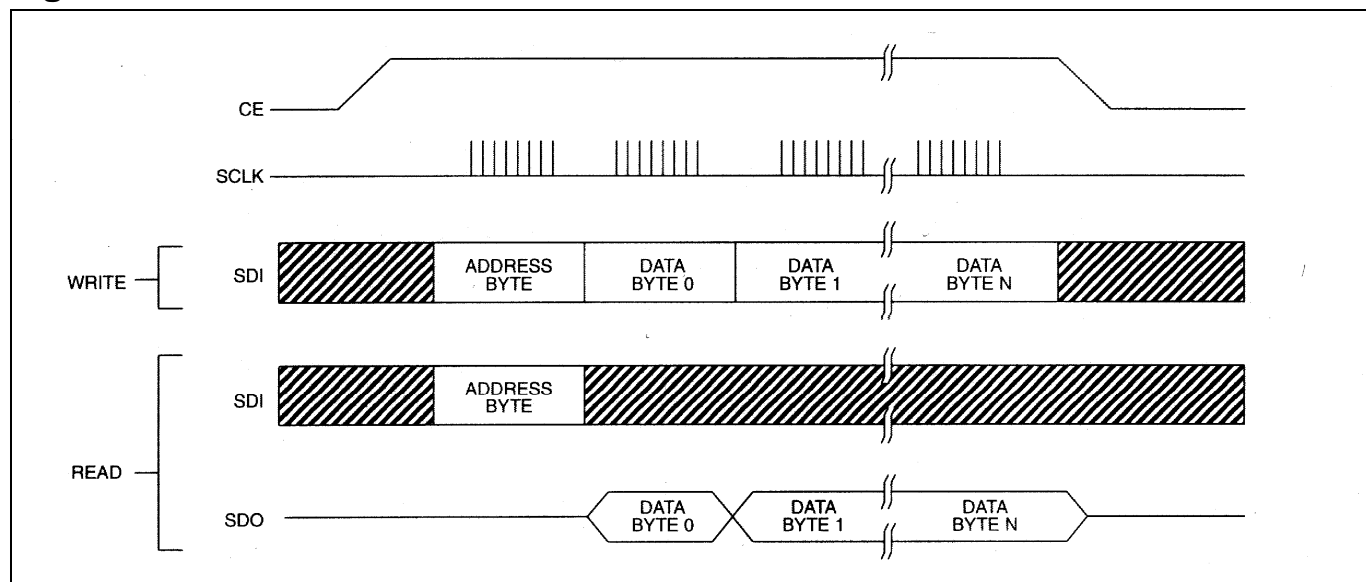 CE
SCLK
WRITE
SDI
ADDRESS
BYTE
DATA
BYTE 0
DATA
BYTE 1
DATA
BYTE N
READ
SDI
ADDRESS
BYTE
SDO
DATA
BYTE 0
DATA
BYTE 1
DATA
BYTE N